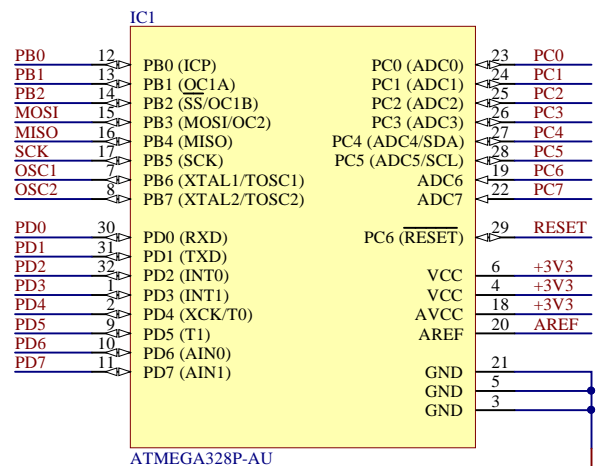 IC1
PB0 12 PB0 (ICP) PC0 (ADC0) 23 PC0
PB1 13 PB1 (OC1A) PC1 (ADC1) 24 PC1
PB2 14 PB2 (SS/OC1B) PC2 (ADC2) 25 PC2
MOSI 15 PB3 (MOSI/OC2) PC3 (ADC3) 26 PC3
MISO 16 PB4 (MISO) PC4 (ADC4/SDA) 27 PC4
SCK 17 PB5 (SCK) PC5 (ADC5/SCL) 28 PC5
OSC1 7 PB6 (XTAL1/TOSC1) ADC6 19 PC6
OSC2 8 PB7 (XTAL2/TOSC2) ADC7 22 PC7
PD0 30 PD0 (RXD) PC6 (RESET) 29 RESET
PD1 31 PD1 (TXD)
PD2 32 PD2 (INT0) VCC 6 +3V3
PD3 1 PD3 (INT1) VCC 4 +3V3
PD4 2 PD4 (XCK/T0) AVCC 18 +3V3
PD5 9 PD5 (T1) AREF 20 AREF
PD6 10 PD6 (AIN0)
PD7 11 PD7 (AIN1) GND 21
GND 5
GND 3
ATMEGA328P-AU